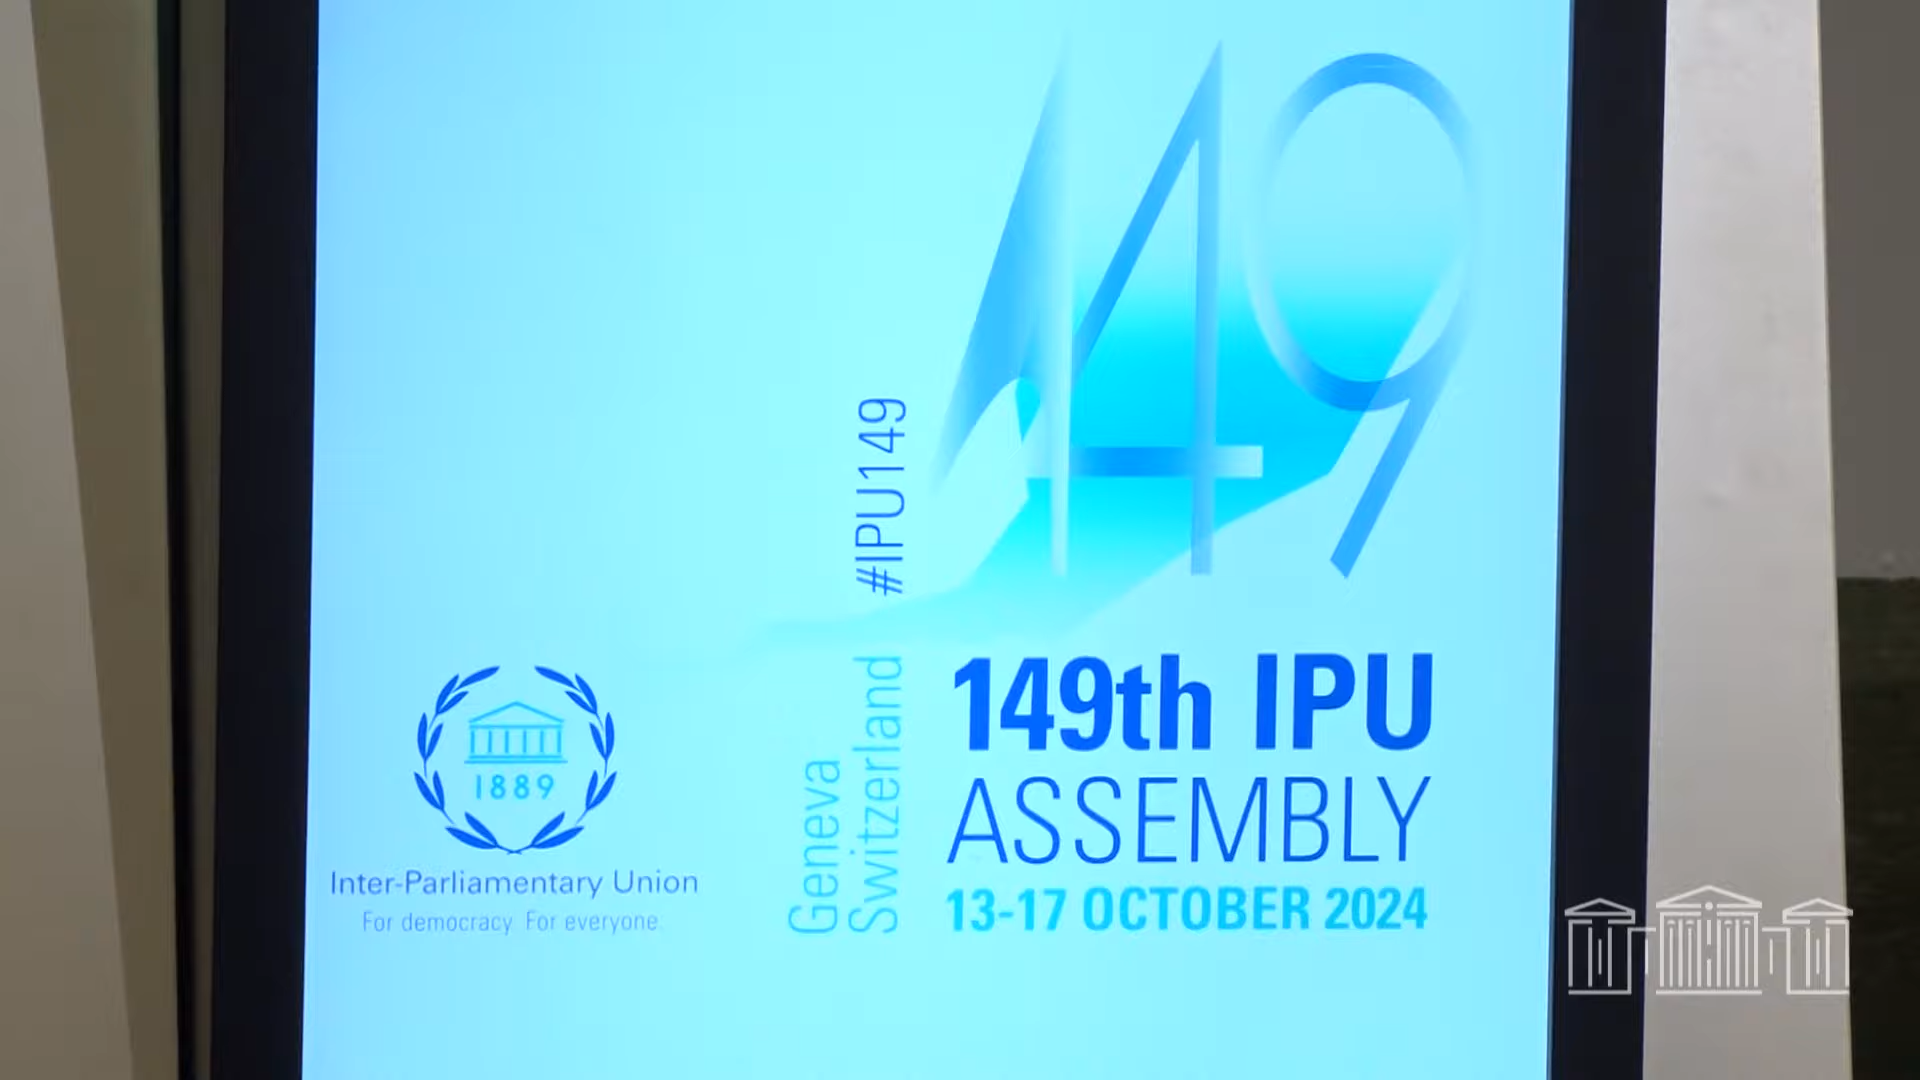 149
#IPU149
Geneva
Switzerland
149th IPU
ASSEMBLY
13-17 OCTOBER 2024
1889
Inter-Parliamentary Union
For democracy. For everyone.